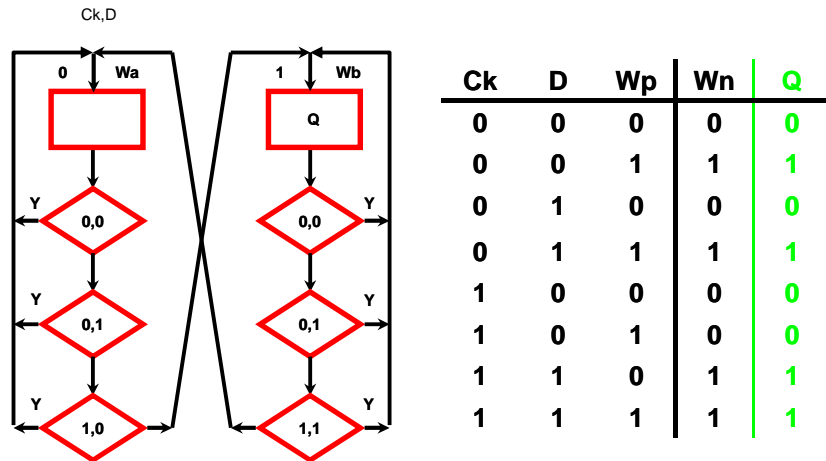 Ck,D
0 Wa
1 Wb
Q
Y 0,0
0,0 Y
Y 0,1
0,1 Y
Y 1,0
1,1 Y
Ck D Wp Wn Q
0 0 0 0 0
0 0 1 1 1
0 1 0 0 0
0 1 1 1 1
1 0 0 0 0
1 0 1 0 0
1 1 0 1 1
1 1 1 1 1